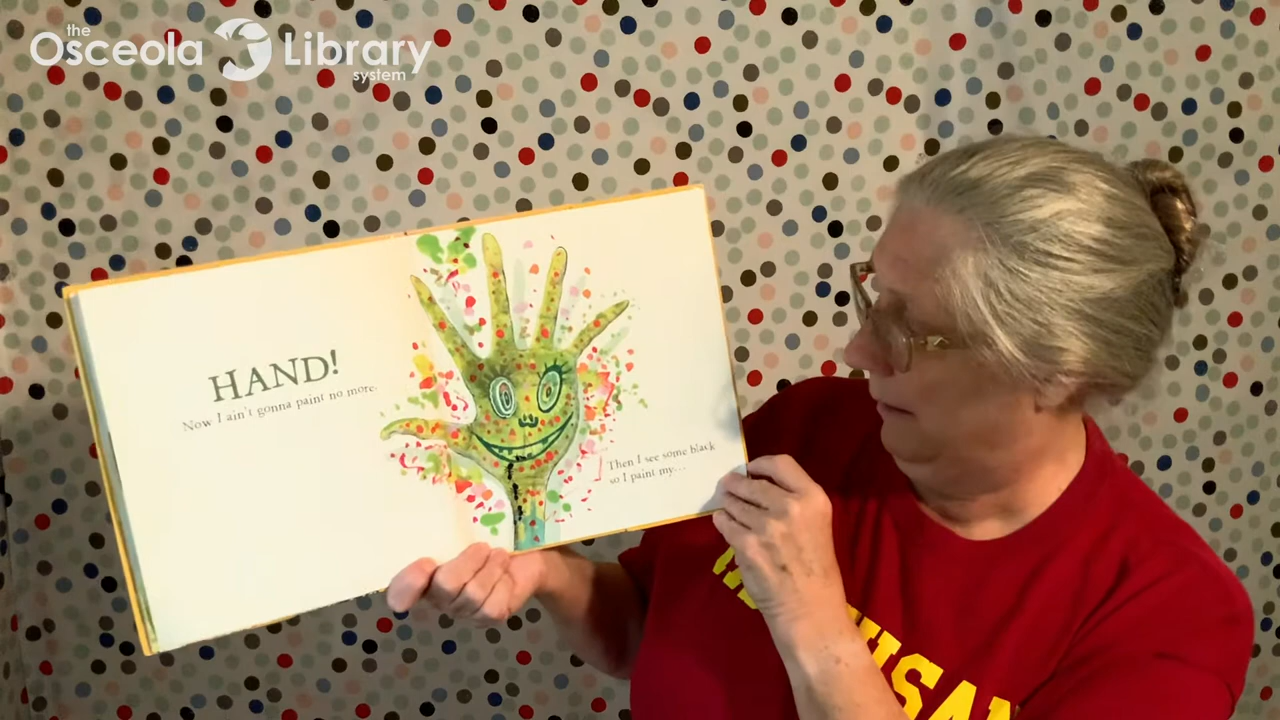 the
Osceola Library
system
HAND!
Now I ain't gonna paint no more.
Then I see some black
so I paint my...